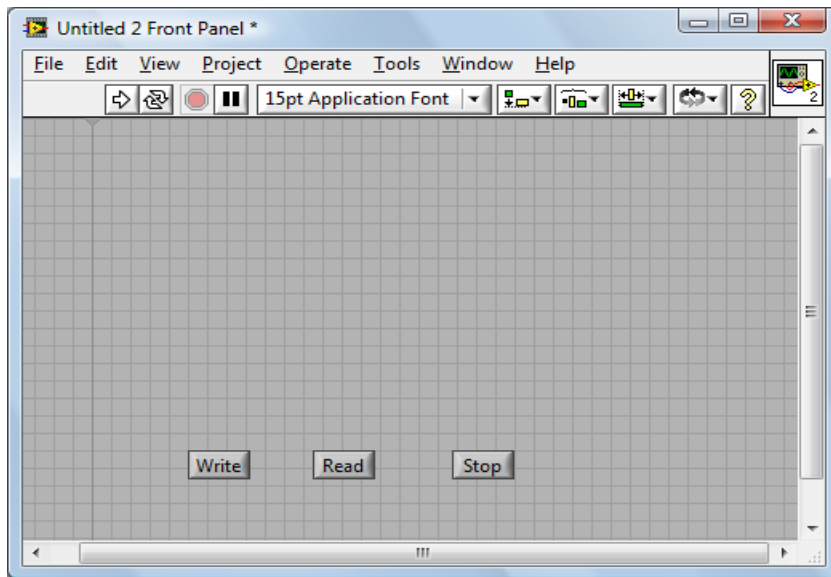 Untitled 2 Front Panel *
File Edit View Project Operate Tools Window Help
15pt Application Font
2
Write Read Stop